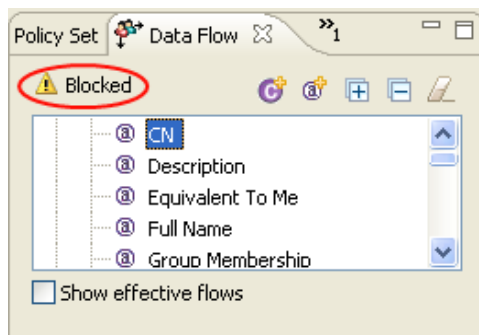 Policy Set Data Flow »1
Blocked
CN
Description
Equivalent To Me
Full Name
Group Membership
Show effective flows